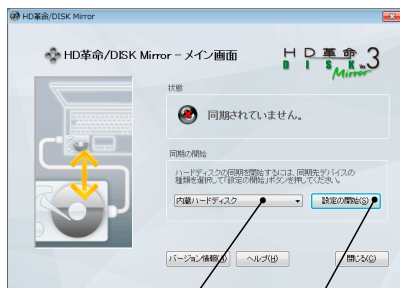 HD革命/DISK Mirror
HD革命/DISK Mirror – メイン画面
HD革命
DISK Ver.3
Mirror
状態
同期されていません。
同期の開始
ハードディスクの同期を開始するには、同期先デバイスの
種類を選択して「設定の開始」ボタンを押してください。
内蔵ハードディスク
設定の開始(S)
バージョン情報(A)
ヘルプ(H)
閉じる(C)